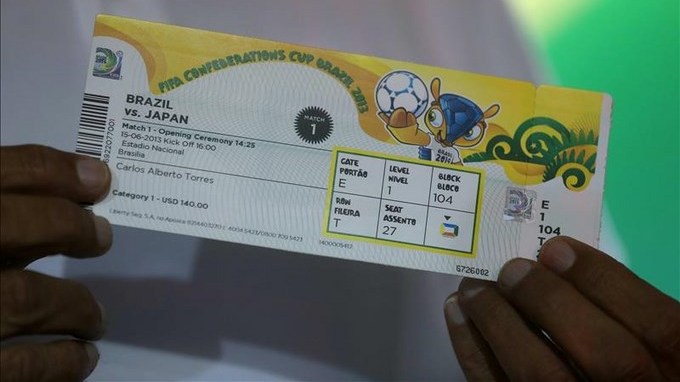 FIFA CONFEDERATIONS CUP BRAZIL 2013
BRAZIL
vs. JAPAN
Match 1 - Opening Ceremony 14:25
15-06-2013 Kick Off 16:00
Estadio Nacional
Brasilia
Carlos Alberto Torres
Category 1 - USD 140.00
MATCH
1
GATE
PORTÃO
E
LEVEL
NIVEL
1
BLOCK
BLOCO
104
ROW
FILEIRA
T
SEAT
ASSENTO
27
1400005413
G726002
E
1
104